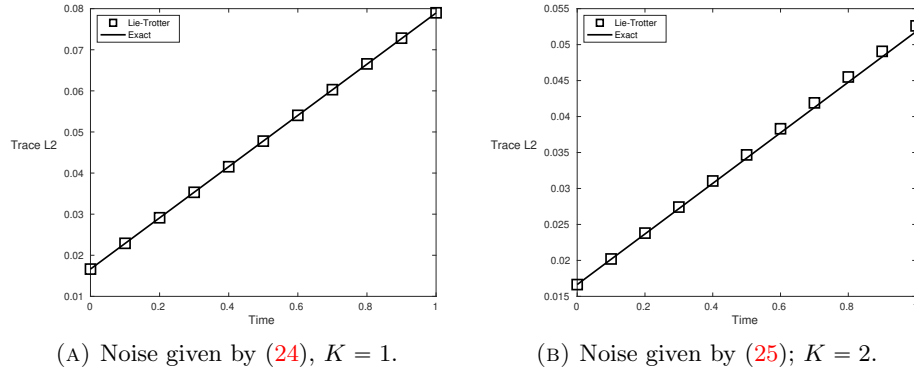 Lie-Trotter
Exact
Trace L2
0.08
0.07
0.06
0.05
0.04
0.03
0.02
0.01
0
0.2
0.4
0.6
0.8
1
Time
(A) Noise given by (24), K = 1.
Lie-Trotter
Exact
Trace L2
0.055
0.05
0.045
0.04
0.035
0.03
0.025
0.02
0.015
0
0.2
0.4
0.6
0.8
1
Time
(B) Noise given by (25); K = 2.